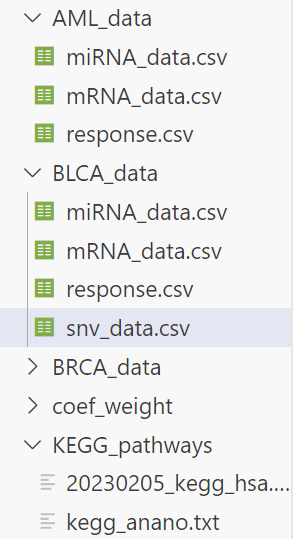 AML_data
miRNA_data.csv
mRNA_data.csv
response.csv
BLCA_data
miRNA_data.csv
mRNA_data.csv
response.csv
snv_data.csv
BRCA_data
coef_weight
KEGG_pathways
20230205_kegg_hsa....
kegg_anano.txt